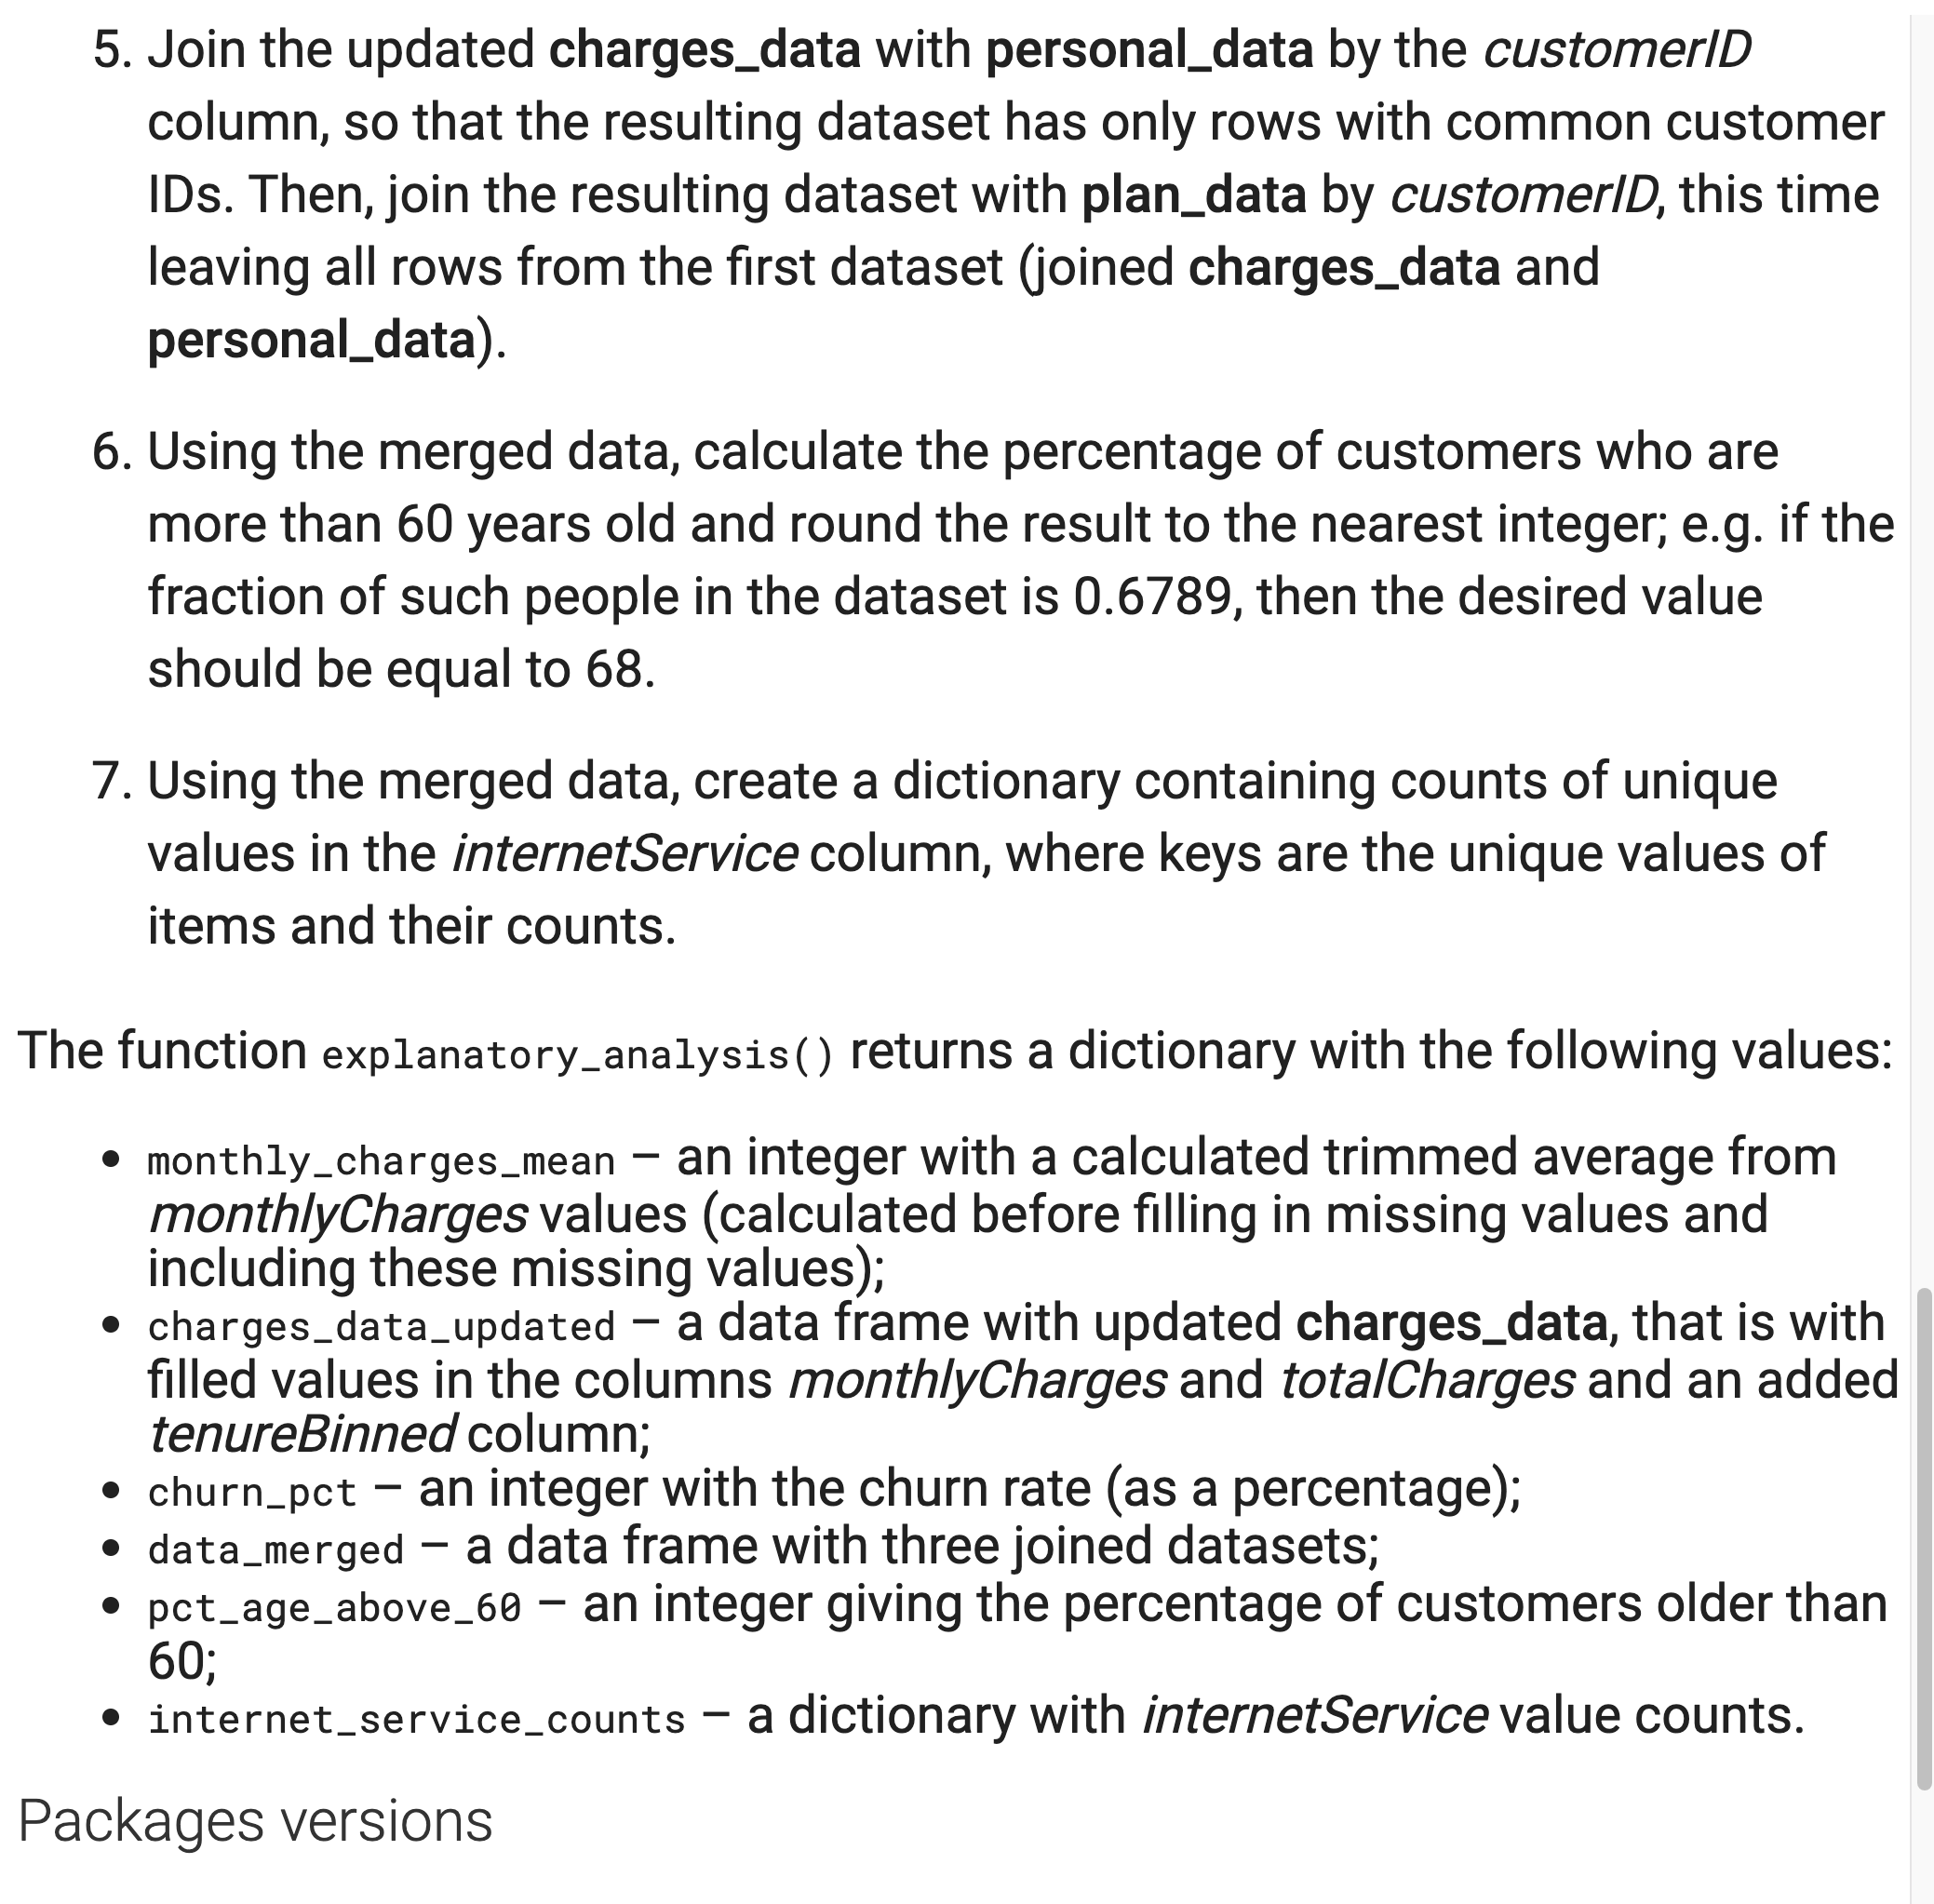 5. Join the updated charges_data with personal_data by the customerID
column, so that the resulting dataset has only rows with common customer
IDs. Then, join the resulting dataset with plan_data by customerID, this time
leaving all rows from the first dataset (joined charges_data and
personal_data).
6. Using the merged data, calculate the percentage of customers who are
more than 60 years old and round the result to the nearest integer; e.g. if the
fraction of such people in the dataset is 0.6789, then the desired value
should be equal to 68.
7. Using the merged data, create a dictionary containing counts of unique
values in the internetService column, where keys are the unique values of
items and their counts.
The function explanatory_analysis() returns a dictionary with the following values:
• monthly_charges_mean – an integer with a calculated trimmed average from
monthlyCharges values (calculated before filling in missing values and
including these missing values);
• charges_data_updated – a data frame with updated charges_data, that is with
filled values in the columns monthlyCharges and totalCharges and an added
tenureBinned column;
• churn_pct – an integer with the churn rate (as a percentage);
• data_merged – a data frame with three joined datasets;
• pct_age_above_60 – an integer giving the percentage of customers older than
60;
• internet_service_counts – a dictionary with internetService value counts.
Packages versions